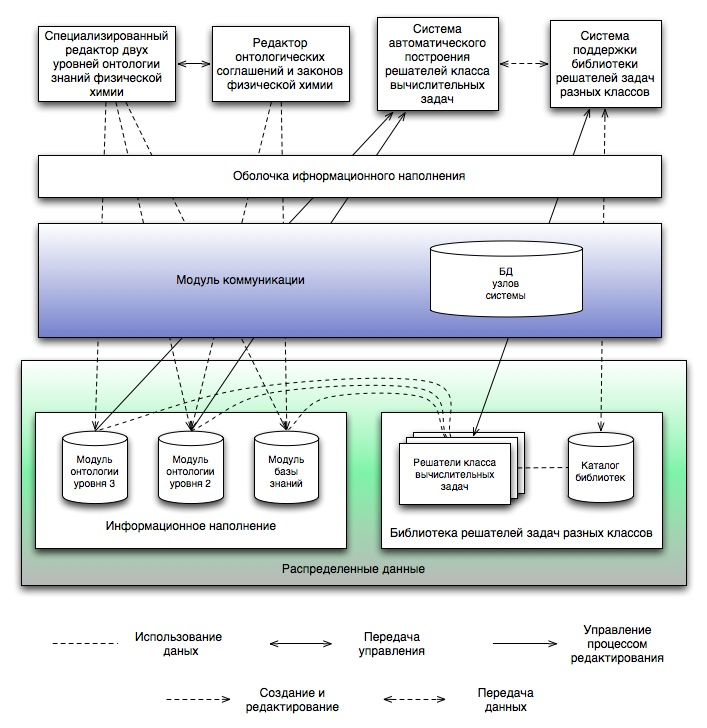 Специализированный
редактор двух
уровней онтологии
знаний физической
химии
Редактор
онтологических
соглашений и законов
физической химии
Система
автоматического
построения
решателей класса
вычислительных
задач
Система
поддержки
библиотеки
решателей задач
разных классов
Оболочка ифнормационного наполнения
Модуль коммуникации
БД
узлов
системы
Модуль
онтологии
уровня 3
Модуль
онтологии
уровня 2
Модуль
базы
знаний
Информационное наполнение
Решатели класса
вычислительных
задач
Каталог
библиотек
Библиотека решателей задач разных классов
Распределенные данные
Использование
даных
Передача
управления
Управление
процессом
редактирования
Создание и
редактирование
Передача
данных